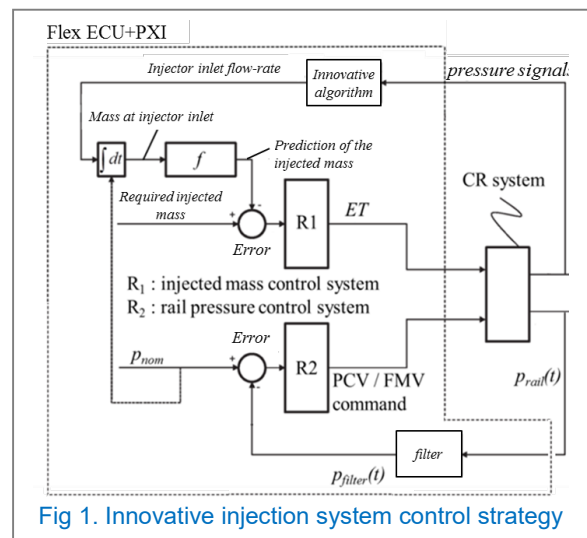 Flex ECU+PXI
Injector inlet flow-rate
Innovative
algorithm
pressure signals
Mass at injector inlet
∫dt
f
Prediction of the
injected mass
CR system
Required injected
mass
+
-
R1
ET
Error
R₁ : injected mass control system
R₂ : rail pressure control system
Error
pnom
+
-
R2
PCV / FMV
command
prail(t)
filter
pfilter(t)
Fig 1. Innovative injection system control strategy